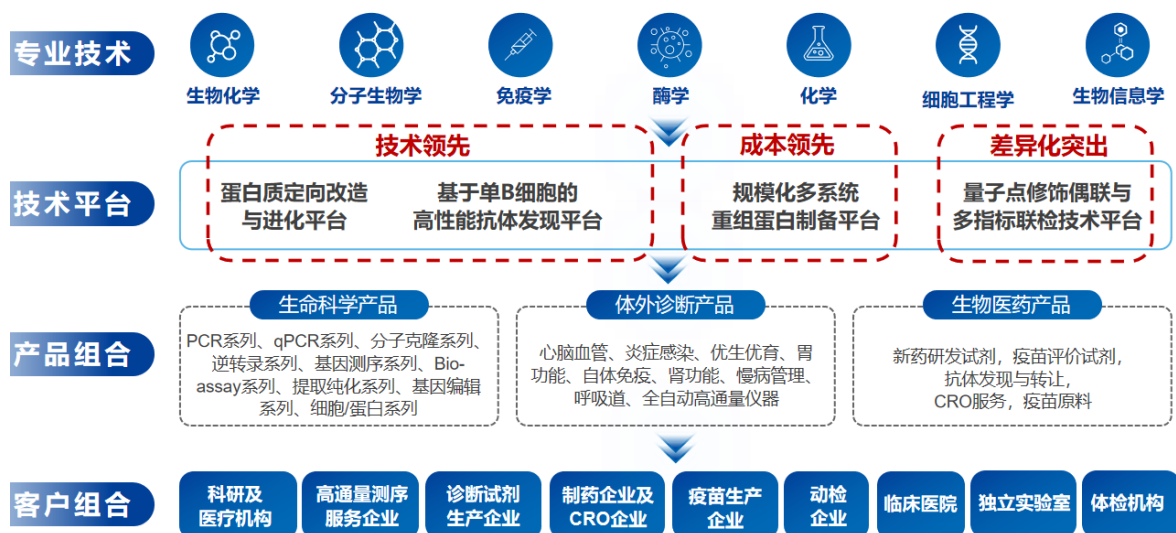 专业技术
生物化学
分子生物学
免疫学
酶学
化学
细胞工程学
生物信息学
技术领先
成本领先
差异化突出
技术平台
蛋白质定向改造
与进化平台
基于单B细胞的
高性能抗体发现平台
规模化多系统
重组蛋白制备平台
量子点修饰偶联与
多指标联检技术平台
产品组合
生命科学产品
PCR系列、qPCR系列、分子克隆系列、
逆转录系列、基因测序系列、Bio-
assay系列、提取纯化系列、基因编辑
系列、细胞/蛋白系列
体外诊断产品
心脑血管、炎症感染、优生优育、胃
功能、自体免疫、肾功能、慢病管理、
呼吸道、全自动高通量仪器
生物医药产品
新药研发试剂，疫苗评价试剂，
抗体发现与转让，
CRO服务，疫苗原料
客户组合
科研及
医疗机构
高通量测序
服务企业
诊断试剂
生产企业
制药企业及
CRO企业
疫苗生产
企业
动检
企业
临床医院
独立实验室
体检机构